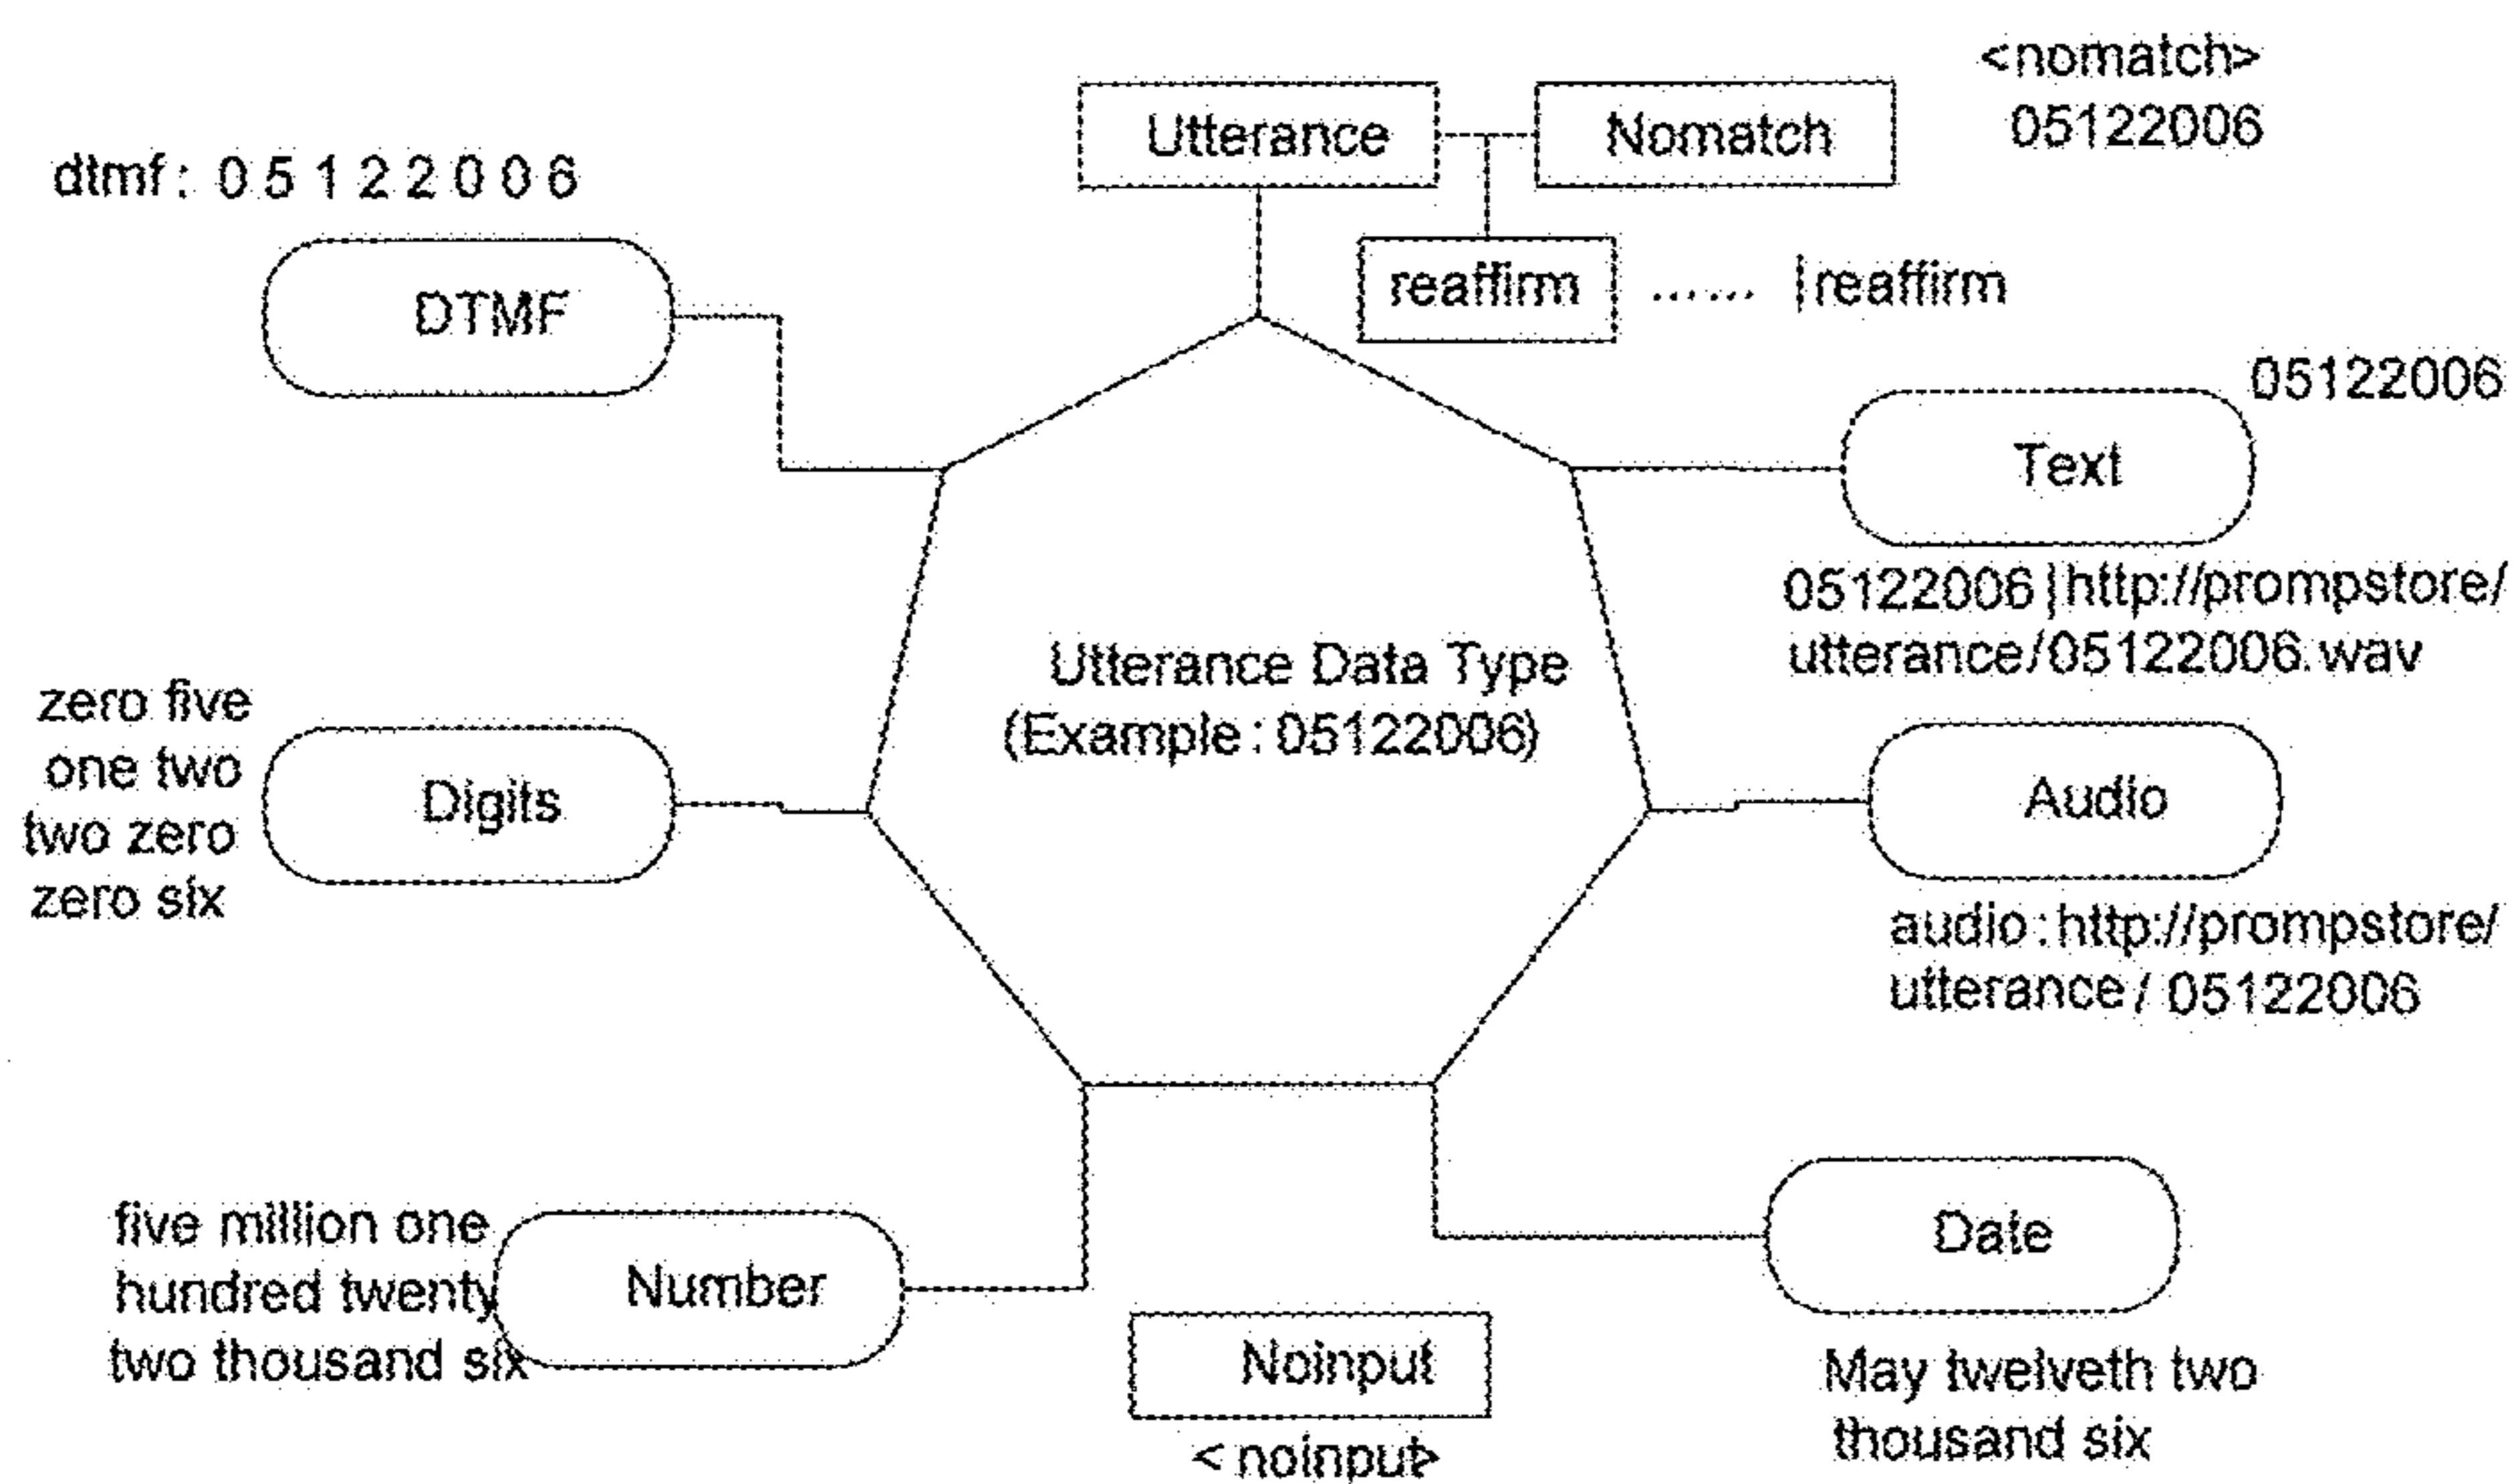 <nomatch>
05122006
Utterance
Nomatch
dtmf: 0 5 1 2 2 0 0 6
reaffirm ...... |reaffirm
DTMF
05122006
Text
05122006|http://prompstore/
utterance/05122006.wav
Utterance Data Type
(Example: 05122006)
zero five
one two
two zero
zero six
Digits
Audio
audio:http://prompstore/
utterance/ 05122006
five million one
hundred twenty
two thousand six
Number
Date
May twelveth two
thousand six
Noinput
<noinput>